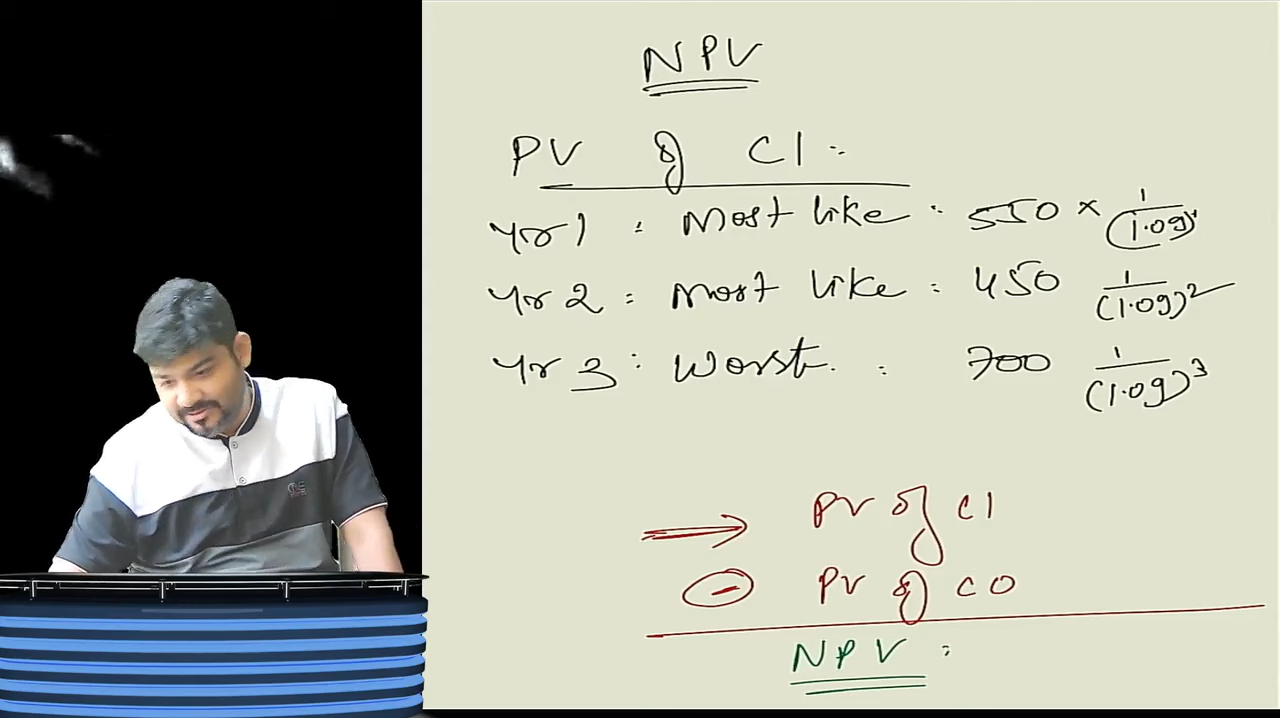 NPV
PV of CI :-
Yr 1 : Most like : 550 × 1/(1.09)¹
Yr 2 : Most like : 450 1/(1.09)²
Yr 3 : Worst. : 700 1/(1.09)³
⇒ PV of CI
⊖ PV of CO
NPV :